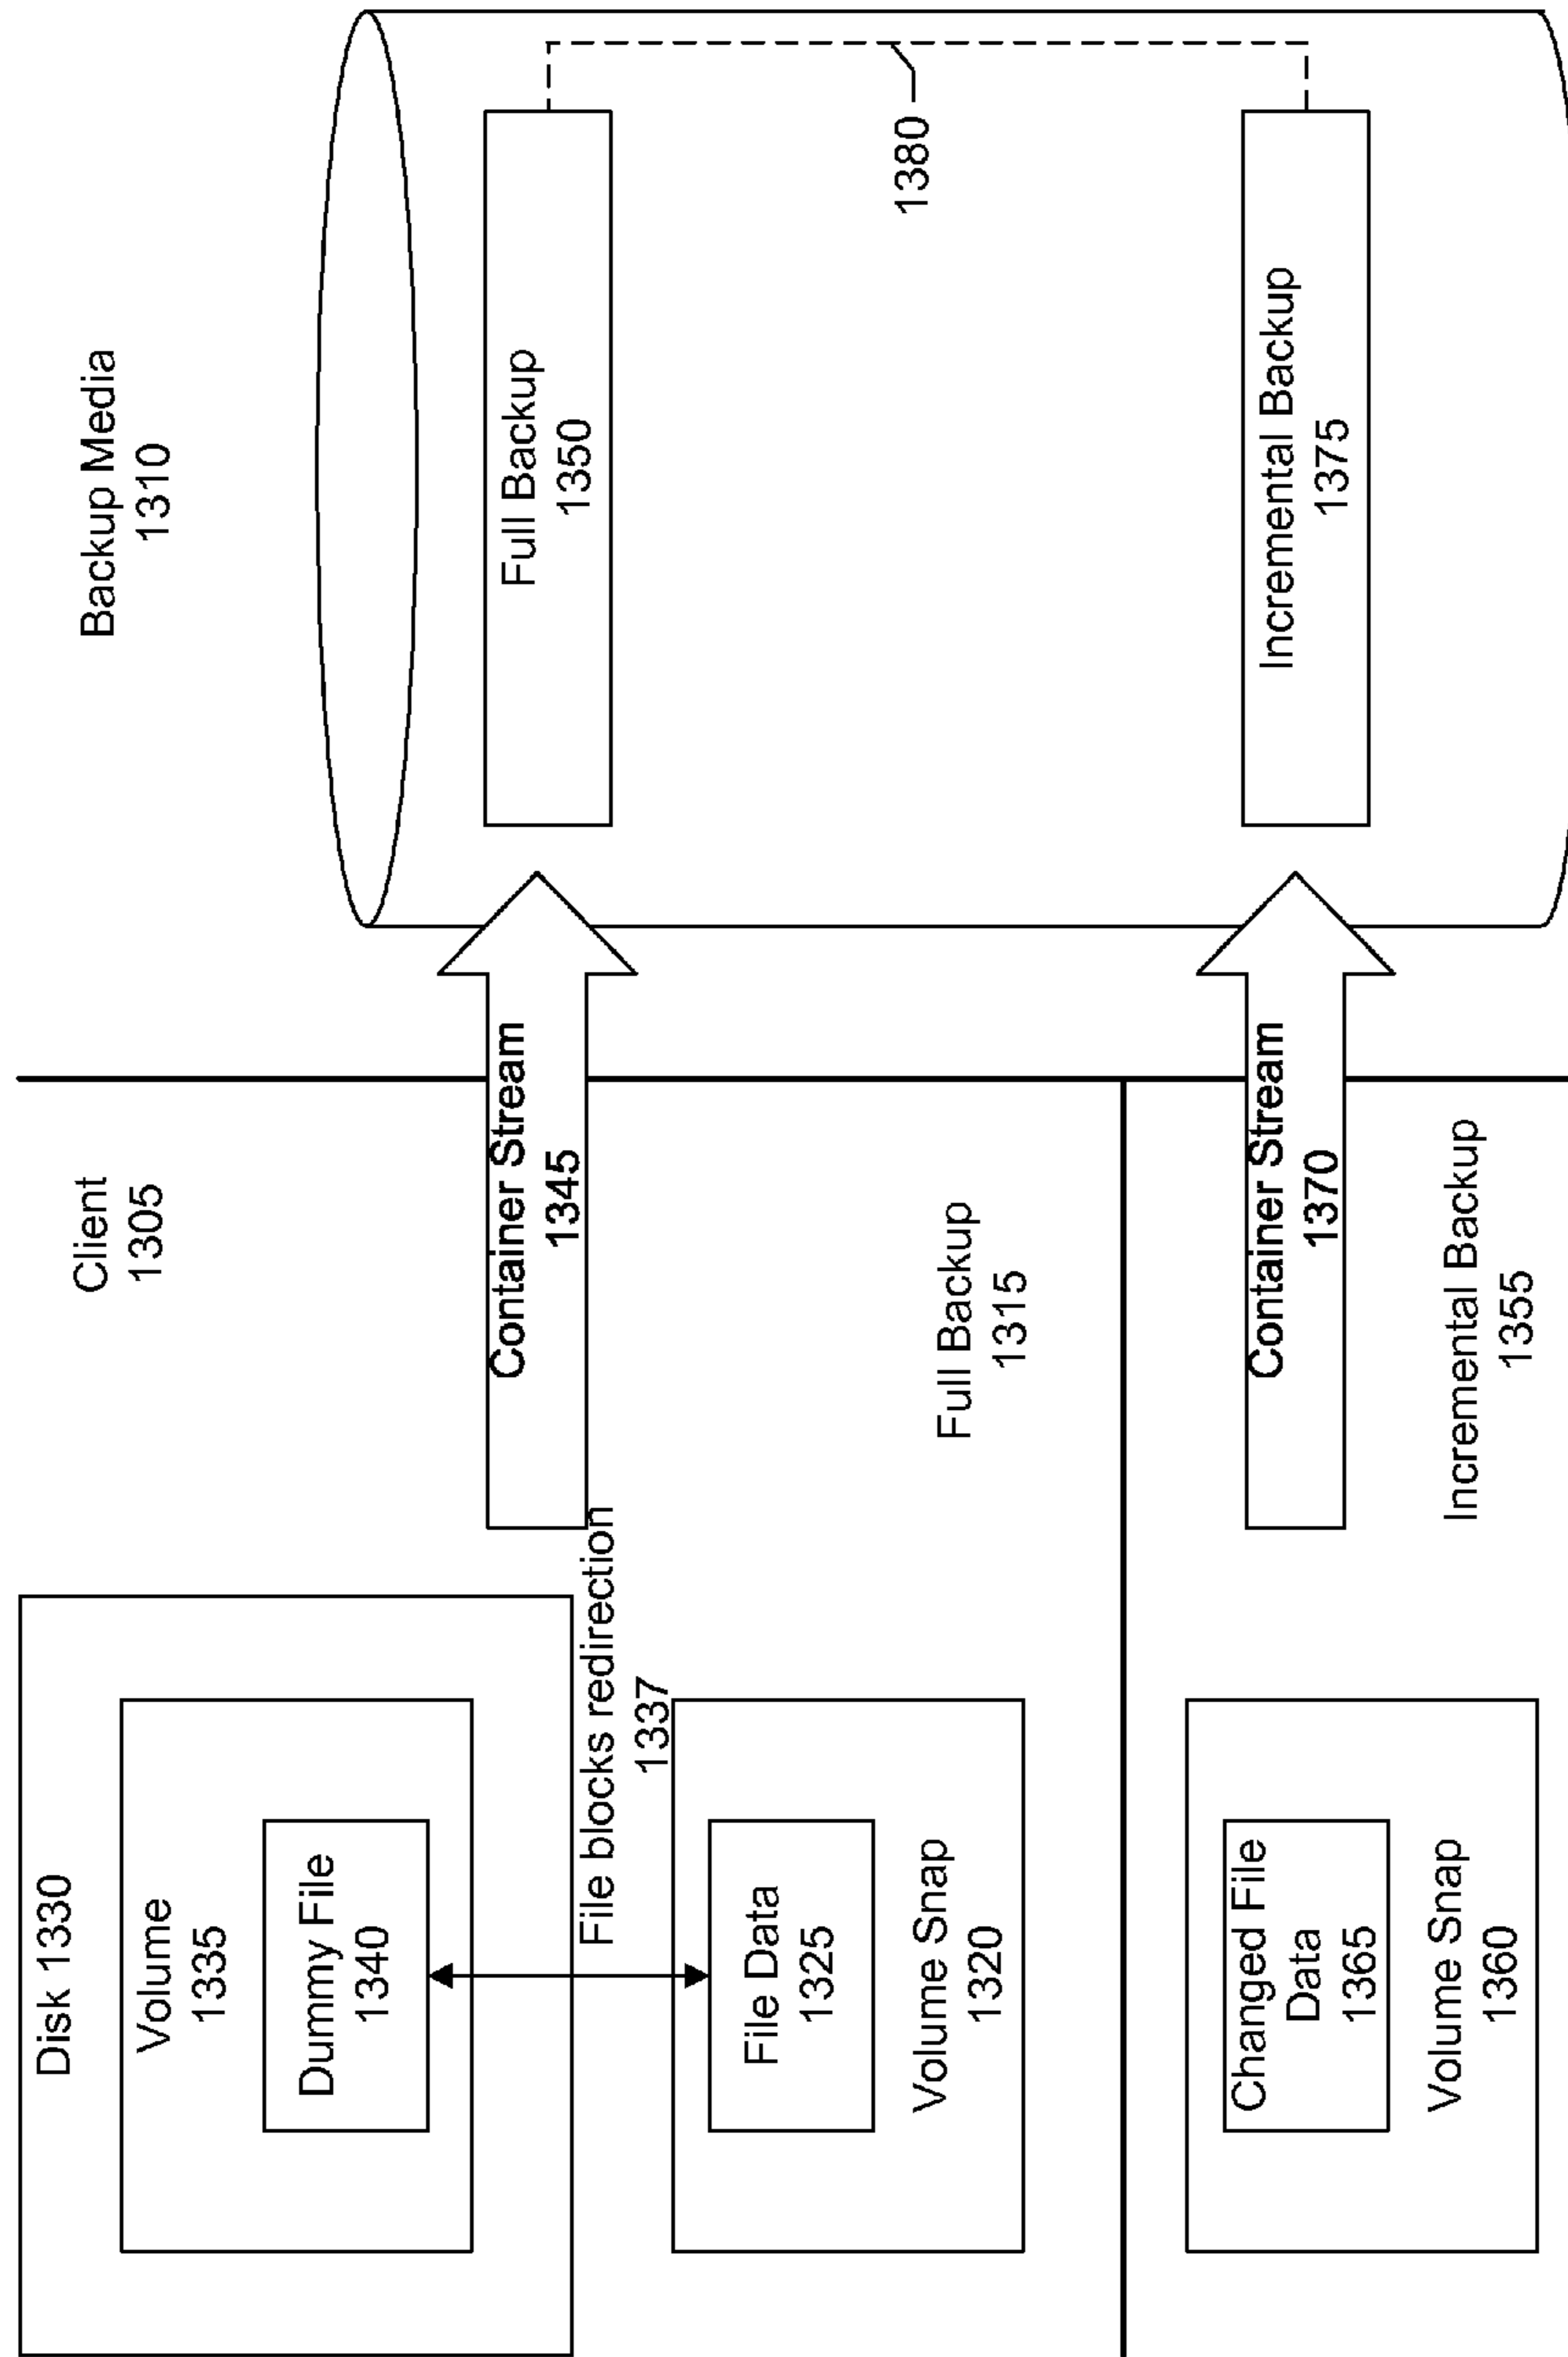 Client
1305
Backup Media
1310
Disk 1330
Volume
1335
Dummy File
1340
File blocks redirection
1337
File Data
1325
Volume Snap
1320
Container Stream
1345
Full Backup
1315
Full Backup
1350
1380
Changed File
Data
1365
Volume Snap
1360
Container Stream
1370
Incremental Backup
1355
Incremental Backup
1375